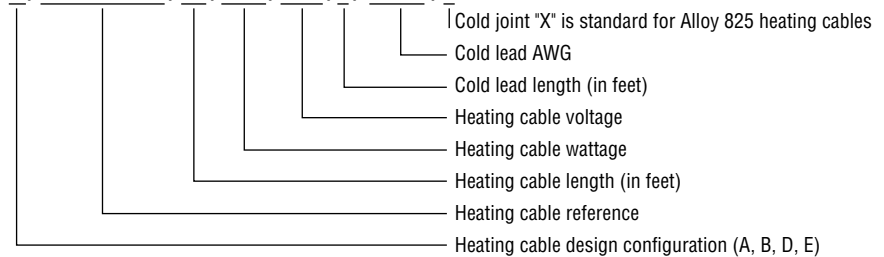 Cold joint "X" is standard for Alloy 825 heating cables
Cold lead AWG
Cold lead length (in feet)
Heating cable voltage
Heating cable wattage
Heating cable length (in feet)
Heating cable reference
Heating cable design configuration (A, B, D, E)